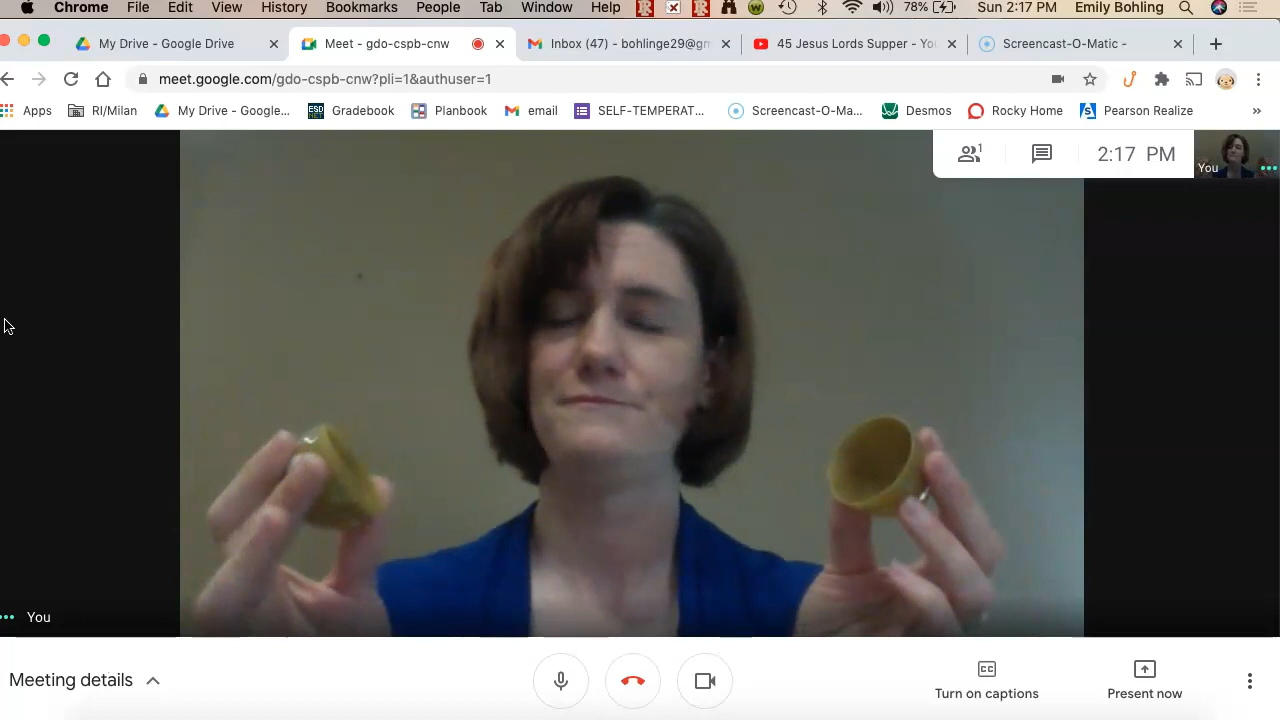 Chrome File Edit View History Bookmarks People Tab Window Help 78% Sun 2:17 PM Emily Bohling
My Drive - Google Drive Meet - gdo-cspb-cnw Inbox (47) - bohlinge29@gm 45 Jesus Lords Supper - Yo Screencast-O-Matic -
meet.google.com/gdo-cspb-cnw?pli=1&authuser=1
Apps RI/Milan My Drive - Google... ESD Gradebook Planbook email SELF-TEMPERAT... Screencast-O-Ma... Desmos Rocky Home Pearson Realize
1 2:17 PM
You
You
Meeting details
CC
Turn on captions Present now